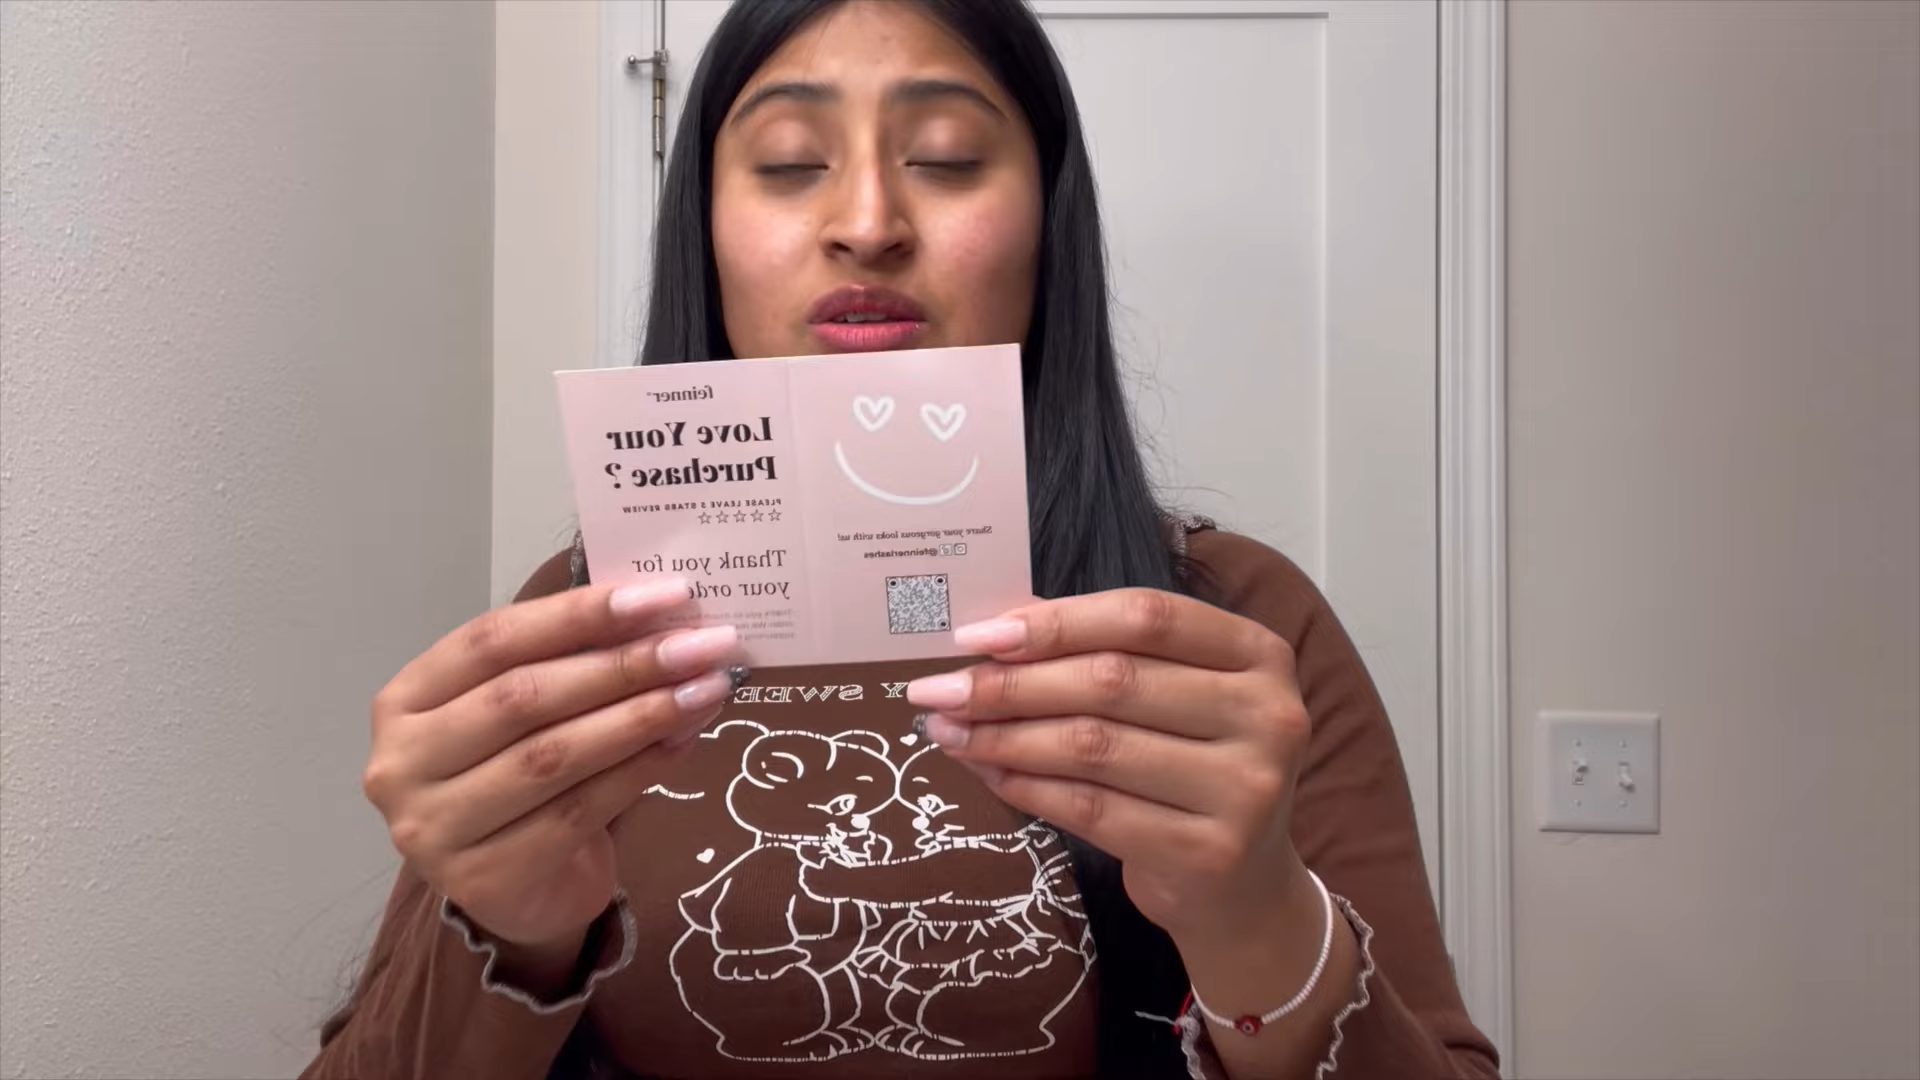 feinner
Love Your
Purchase ?
PLEASE LEAVE 5 STARS REVIEW
Thank you for
your
Share your gorgeous looks with us!
@feinnerlashes